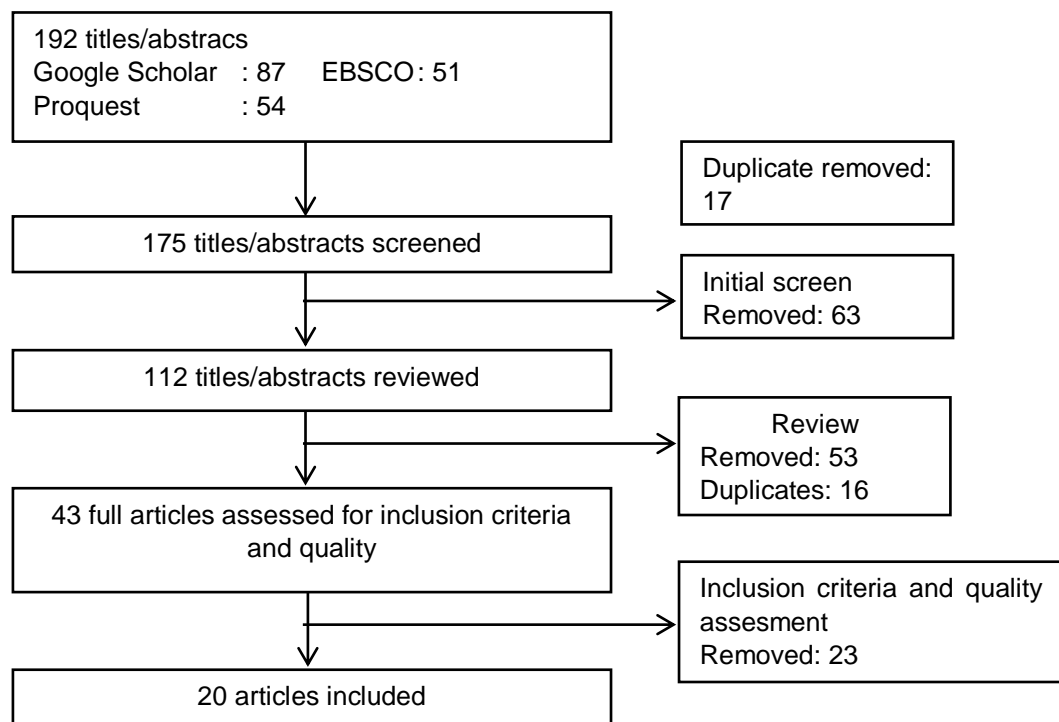 192 titles/abstracs
Google Scholar : 87 EBSCO : 51
Proquest : 54
Duplicate removed:
17
175 titles/abstracts screened
Initial screen
Removed: 63
112 titles/abstracts reviewed
Review
Removed: 53
Duplicates: 16
43 full articles assessed for inclusion criteria
and quality
Inclusion criteria and quality
assesment
Removed: 23
20 articles included